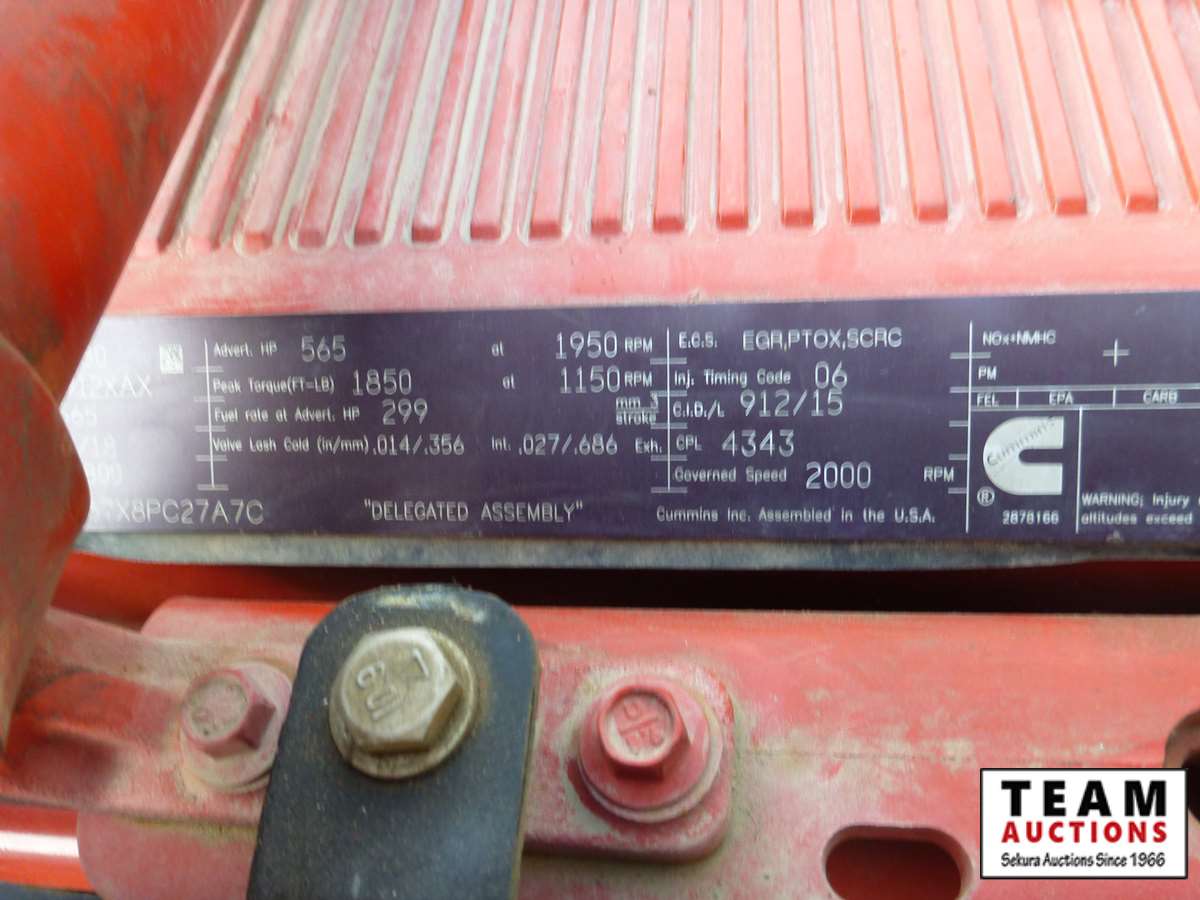 Advert. HP 565 at 1950 RPM
Peak Torque(FT-LB) 1850 at 1150 RPM
Fuel rate at Advert. HP 299 mm 3 stroke
Valve Lash Cold (in/mm) .014/.356 Int. .027/.686 Exh.
"DELEGATED ASSEMBLY"
E.C.S. EGR,PTOX,SCRC
Inj. Timing Code 06
C.I.D./L 912/15
CPL 4343
Governed Speed 2000 RPM
Cummins Inc. Assembled in the U.S.A.
NOx+NMHC
PM
FEL EPA CARB
Cummins
®
2878166
WARNING: Injury
altitudes exceed
TEAM
AUCTIONS
Sekura Auctions Since 1966